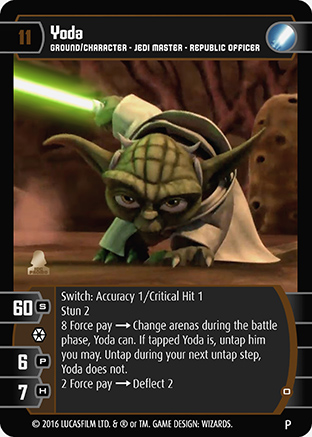 11 Yoda
GROUND/CHARACTER - JEDI MASTER - REPUBLIC OFFICER
Switch: Accuracy 1/Critical Hit 1
60 S
Stun 2
8 Force pay → Change arenas during the battle
phase, Yoda can. If tapped Yoda is, untap him
you may. Untap during your next untap step,
6 P
Yoda does not.
2 Force pay → Deflect 2
7 H
© 2016 LUCASFILM LTD. & ® or TM. GAME DESIGN: WIZARDS.
P